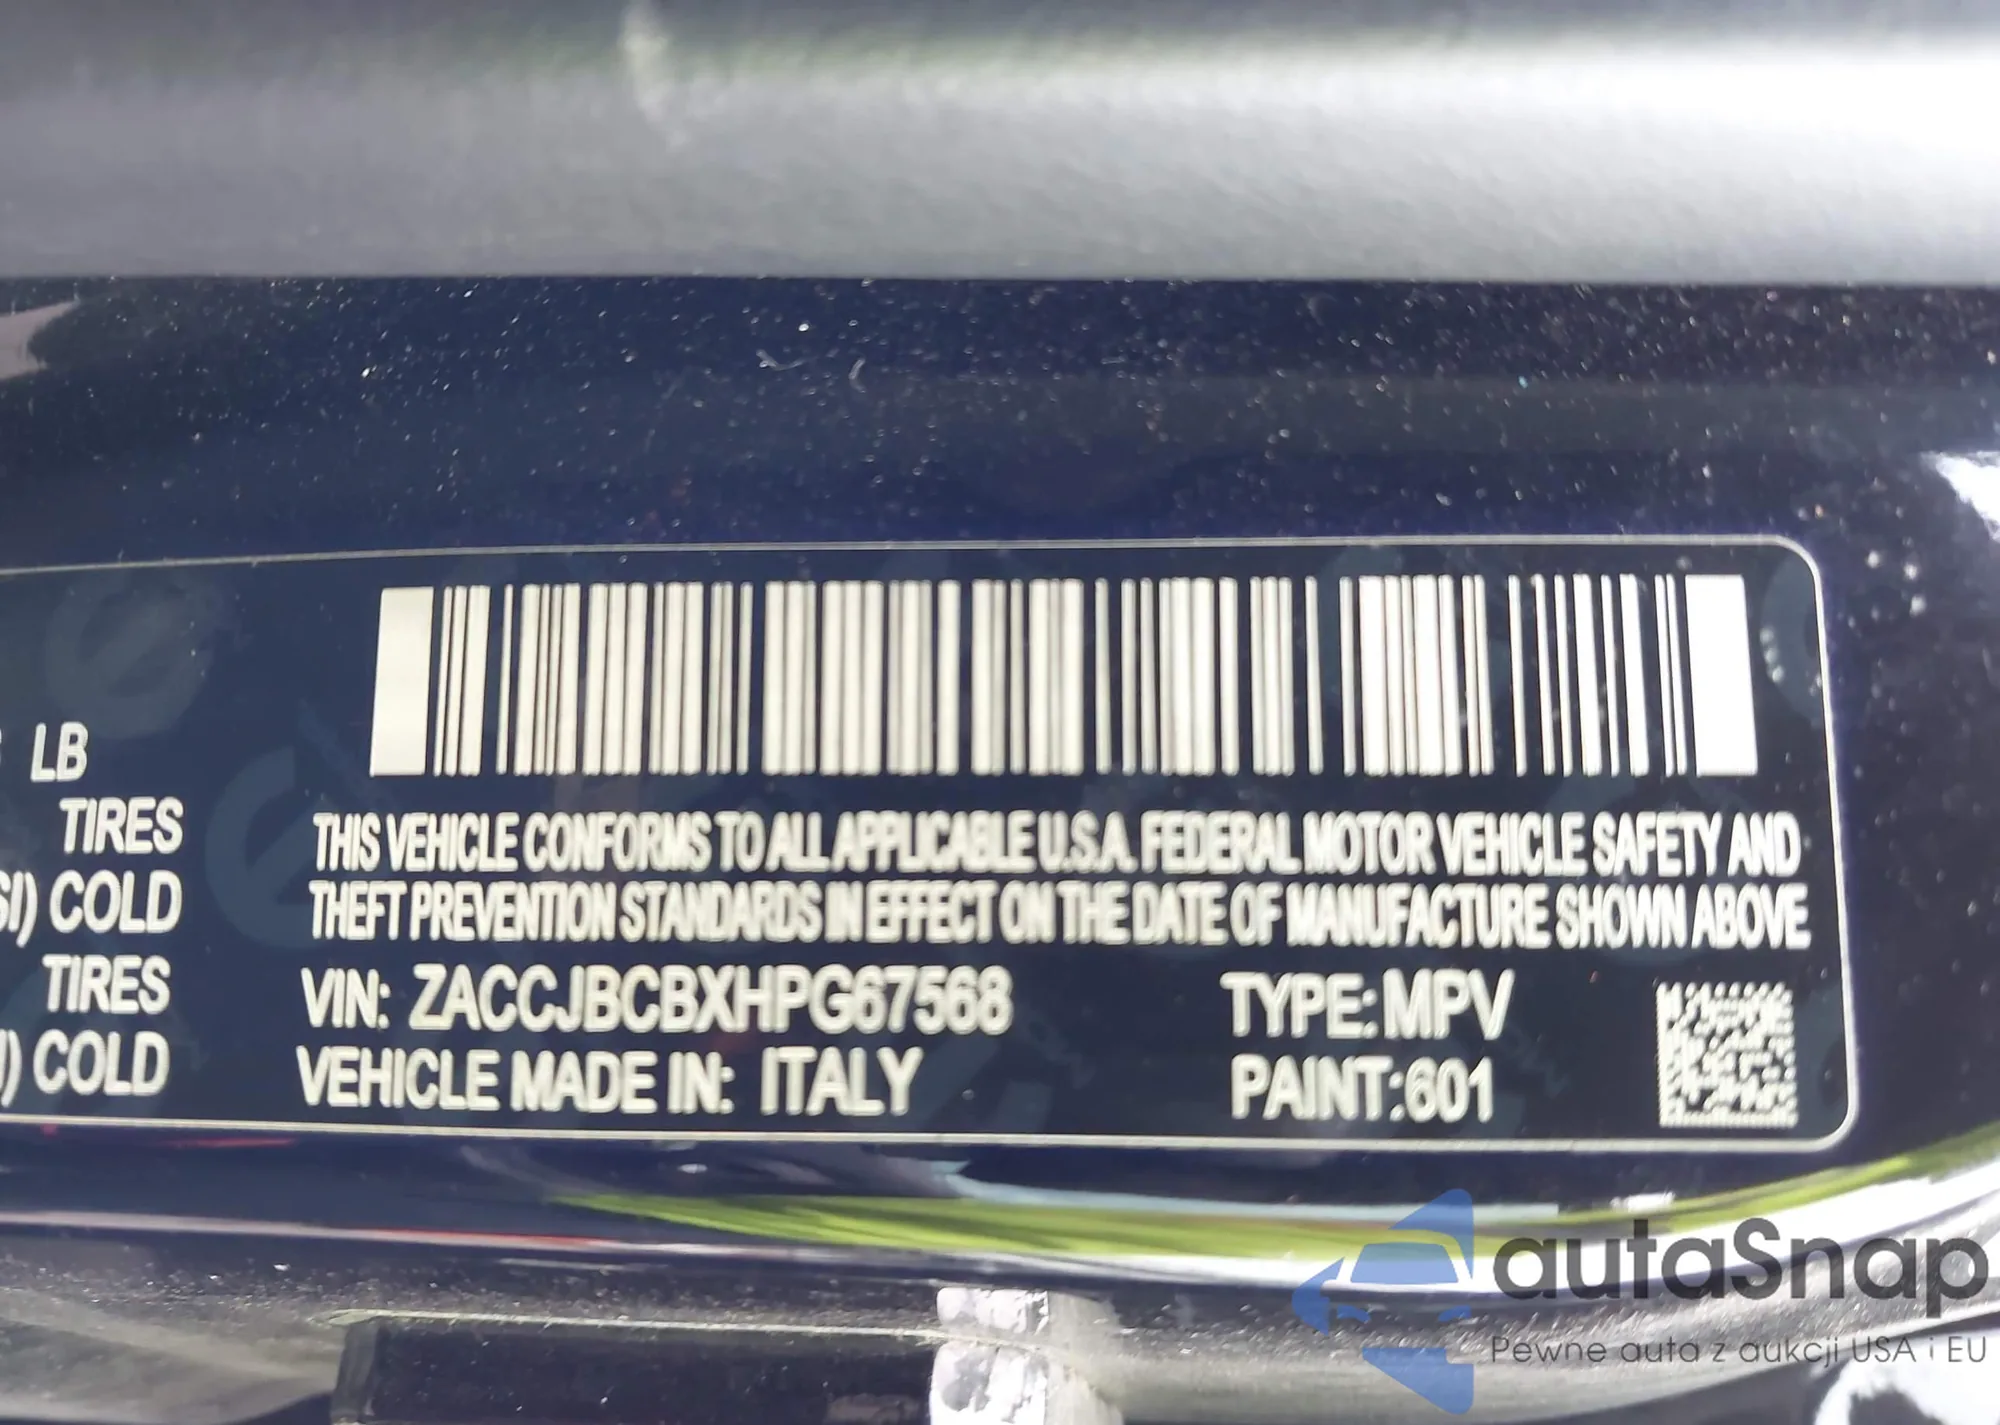 LB
TIRES
SI) COLD
TIRES
I) COLD
THIS VEHICLE CONFORMS TO ALL APPLICABLE U.S.A. FEDERAL MOTOR VEHICLE SAFETY AND
THEFT PREVENTION STANDARDS IN EFFECT ON THE DATE OF MANUFACTURE SHOWN ABOVE
VIN: ZACCJBCBXHPG67568
TYPE: MPV
VEHICLE MADE IN: ITALY
PAINT:601
autaSnap
Pewne auta z aukcji USA i EU